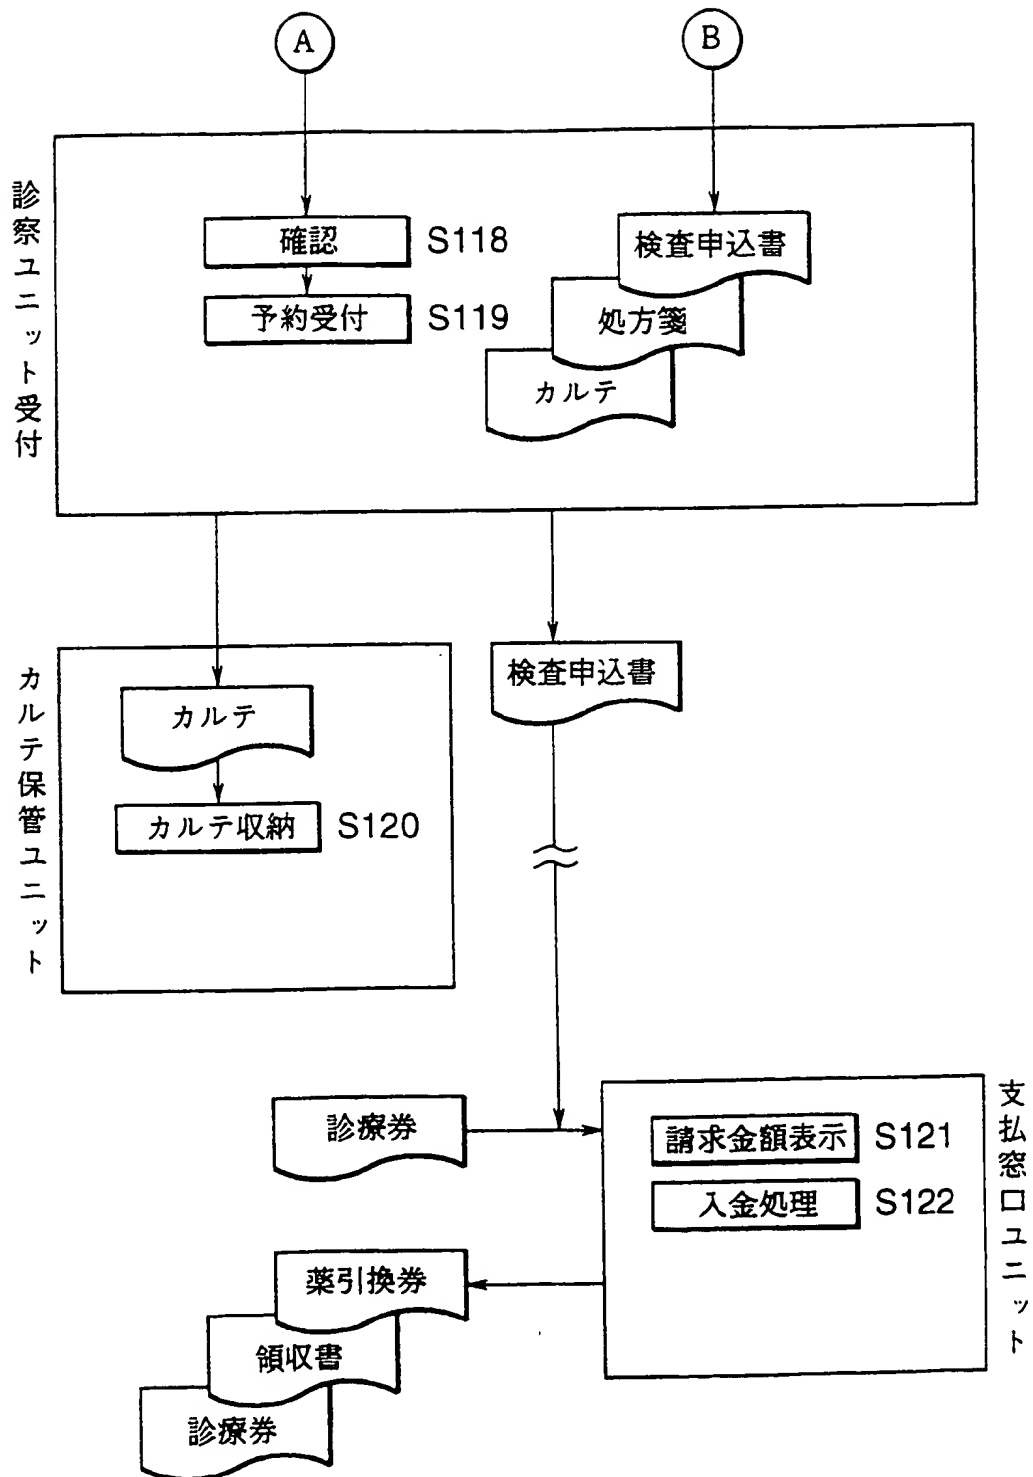 A
B
診察ユニット受付
確認
S118
予約受付
S119
検査申込書
処方箋
カルテ
カルテ保管ユニット
カルテ
カルテ収納
S120
検査申込書
診療券
支払窓口ユニット
請求金額表示
S121
入金処理
S122
薬引換券
領収書
診療券